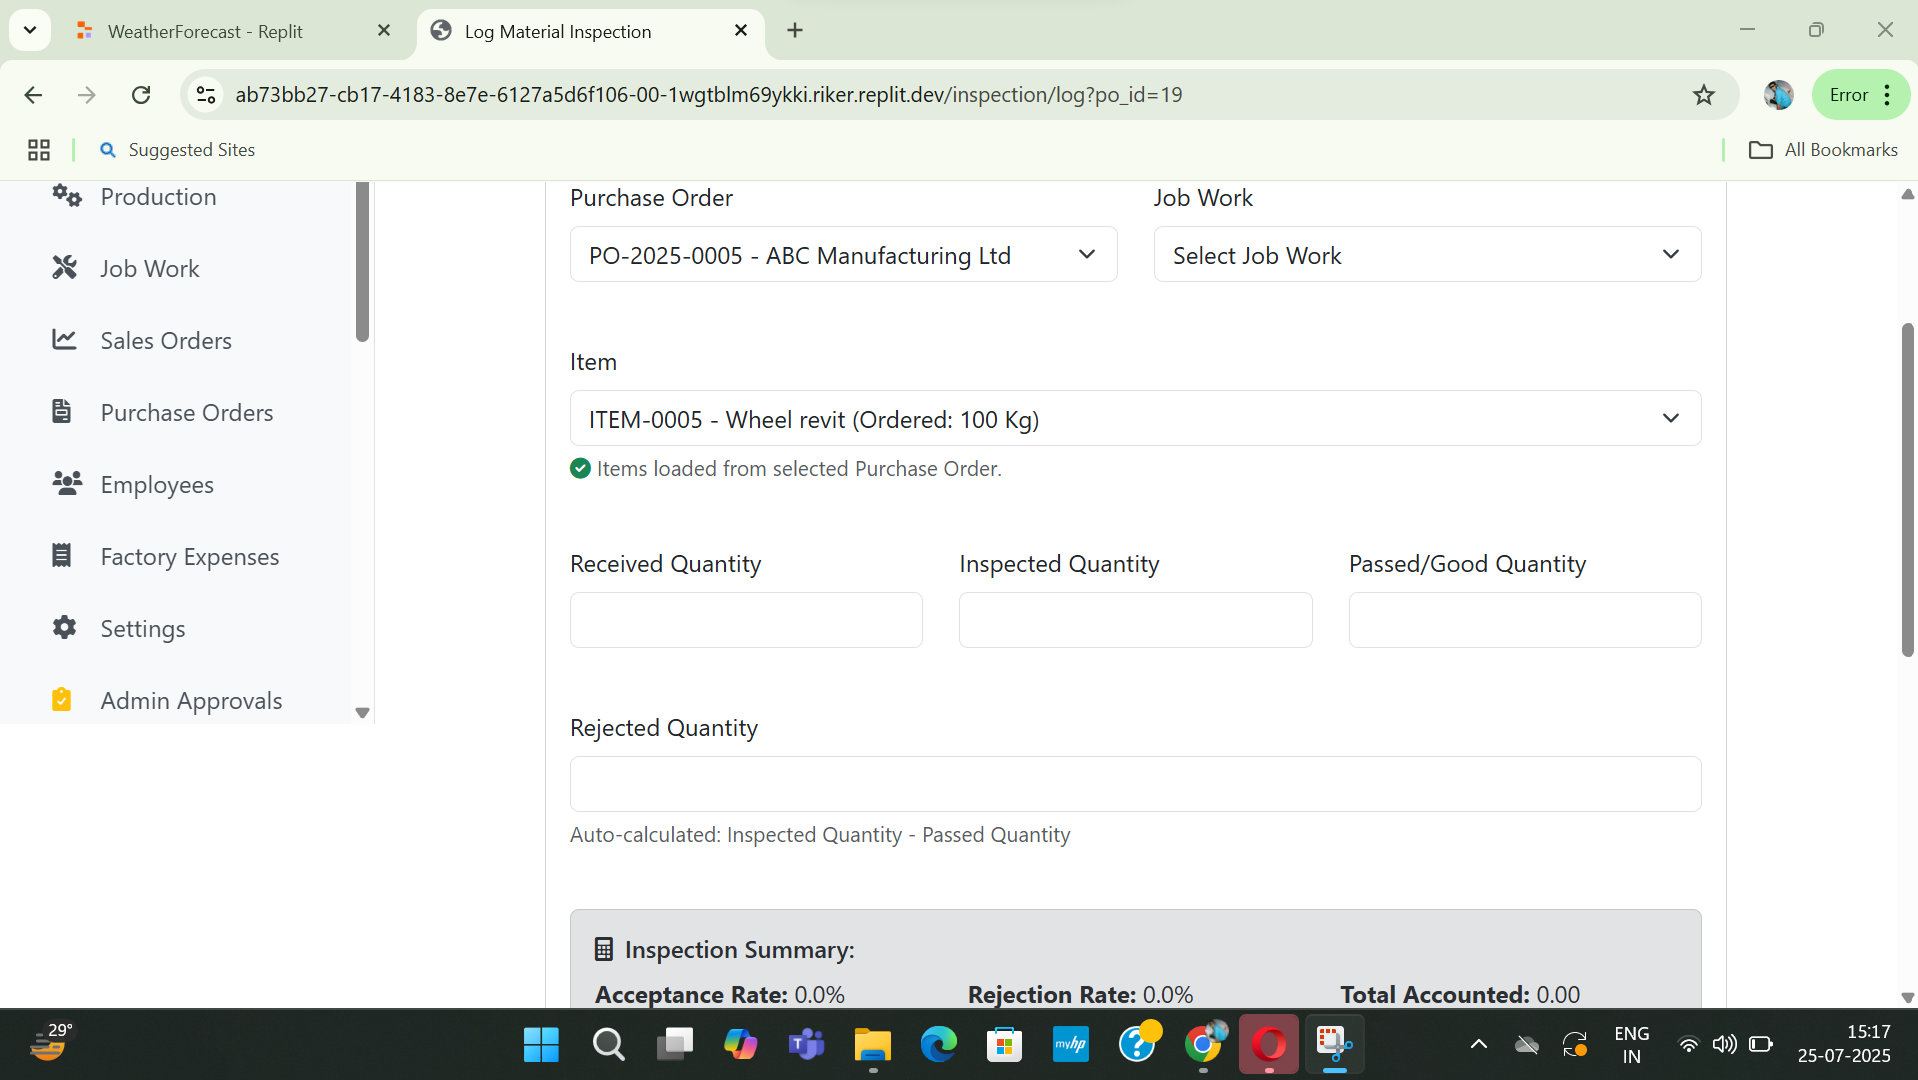 WeatherForecast - Replit
Log Material Inspection
ab73bb27-cb17-4183-8e7e-6127a5d6f106-00-1wgtblm69ykki.riker.replit.dev/inspection/log?po_id=19
Error
Suggested Sites
All Bookmarks
Production
Job Work
Sales Orders
Purchase Orders
Employees
Factory Expenses
Settings
Admin Approvals
Purchase Order
Job Work
PO-2025-0005 - ABC Manufacturing Ltd
Select Job Work
Item
ITEM-0005 - Wheel revit (Ordered: 100 Kg)
Items loaded from selected Purchase Order.
Received Quantity
Inspected Quantity
Passed/Good Quantity
Rejected Quantity
Auto-calculated: Inspected Quantity - Passed Quantity
Inspection Summary:
Acceptance Rate: 0.0%
Rejection Rate: 0.0%
Total Accounted: 0.00
29°
myhp
ENG
IN
15:17
25-07-2025